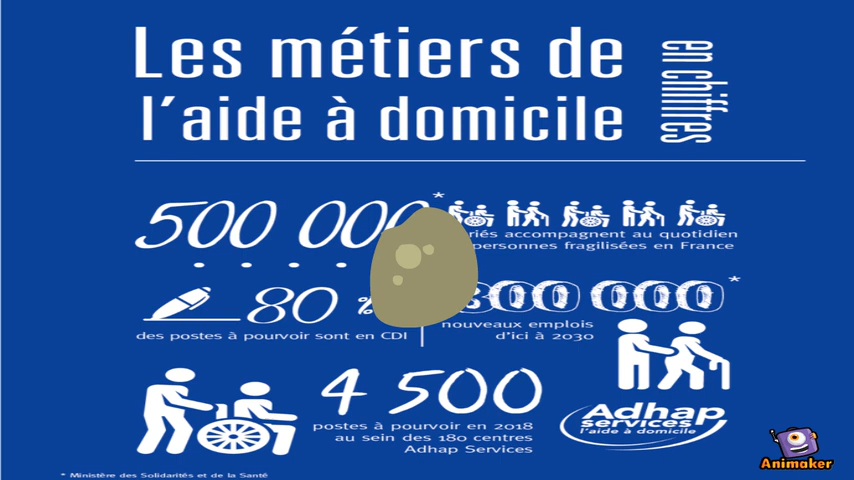 Les métiers de
l'aide à domicile
en chiffres
500 000 *
accompagnent au quotidien
personnes fragilisées en France
80 %
des postes à pourvoir sont en CDI
300 000 *
nouveaux emplois
d'ici à 2030
4 500
postes à pourvoir en 2018
au sein des 180 centres
Adhap Services
Adhap
services
l'aide à domicile
* Ministère des Solidarités et de la Santé
Animaker